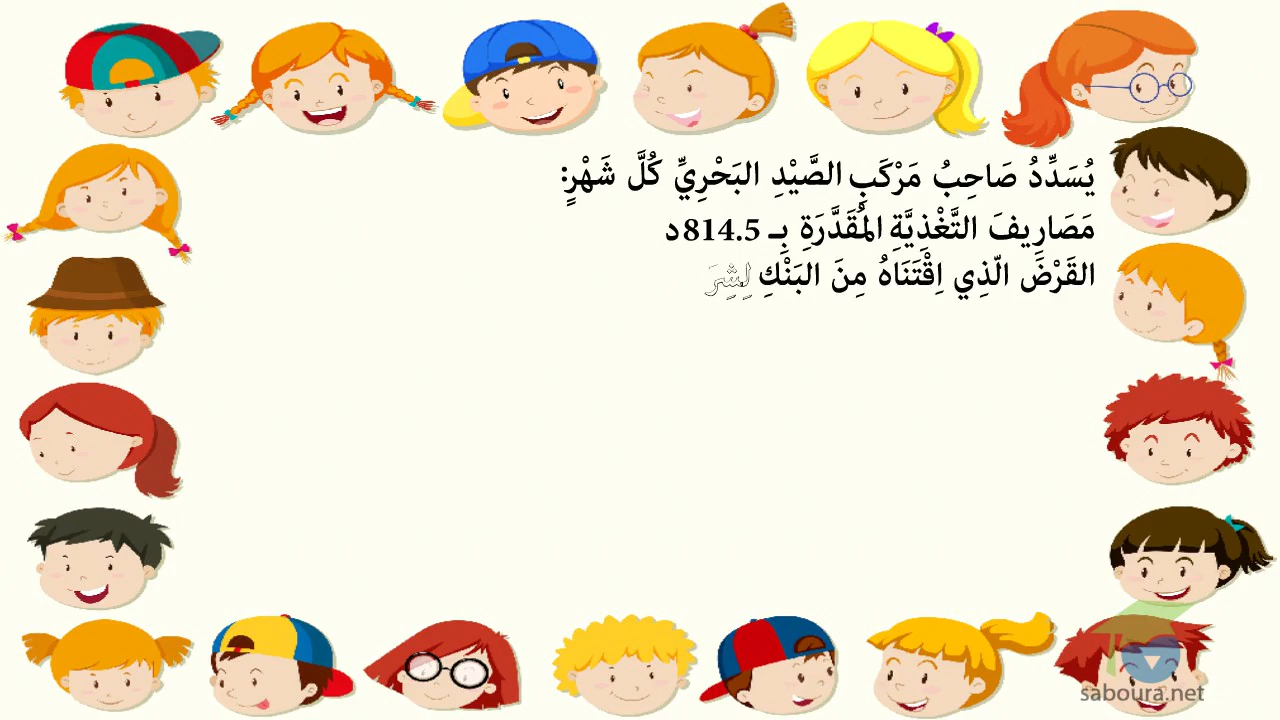 يُسَدِّدُ صَاحِبُ مَرْكَبِ الصَّيْدِ البَحْرِيِّ كُلَّ شَهْرٍ:
مَصَارِيفَ التَّغْذِيَّةِ المُقَدَّرَةِ بِـ 814.5د
القَرْضَ الّذِي اِقْتَنَاهُ مِنَ البَنْكِ
saboura.net